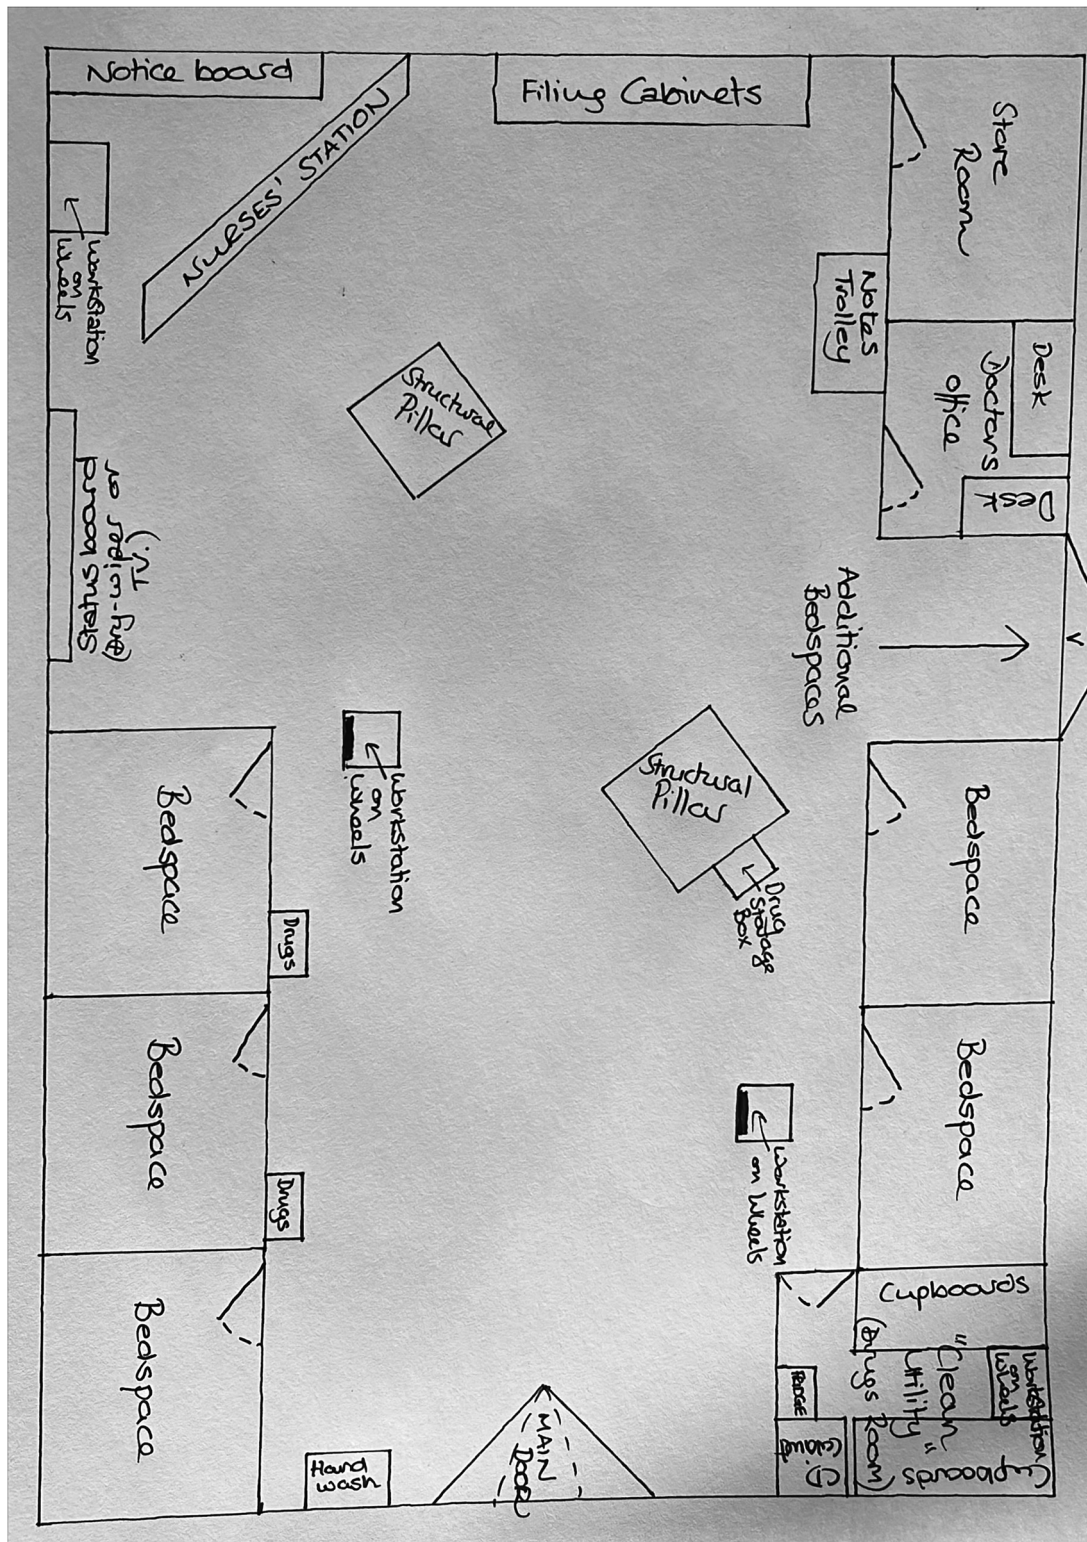 Notice board
Filing Cabinets
NURSES' STATION
Workstation
on
Wheels
Store
Room
Notes
Trolley
Desk
Doctors
office
Desk
Structural
Pillar
Status board
(Any-
T.V.)
Additional
Bedspaces
Structural
Pillar
Drug
Storage
Box
Workstation
on
Wheels
Bedspace
Drugs
Bedspace
Drugs
Bedspace
Bedspace
Bedspace
Workstation
on Wheels
Cupboards
"Clean
Utility"
(Drugs Room)
Workstation
on
Wheels
FRIDGE
Cupboards
Hand
wash
MAIN
DOOR